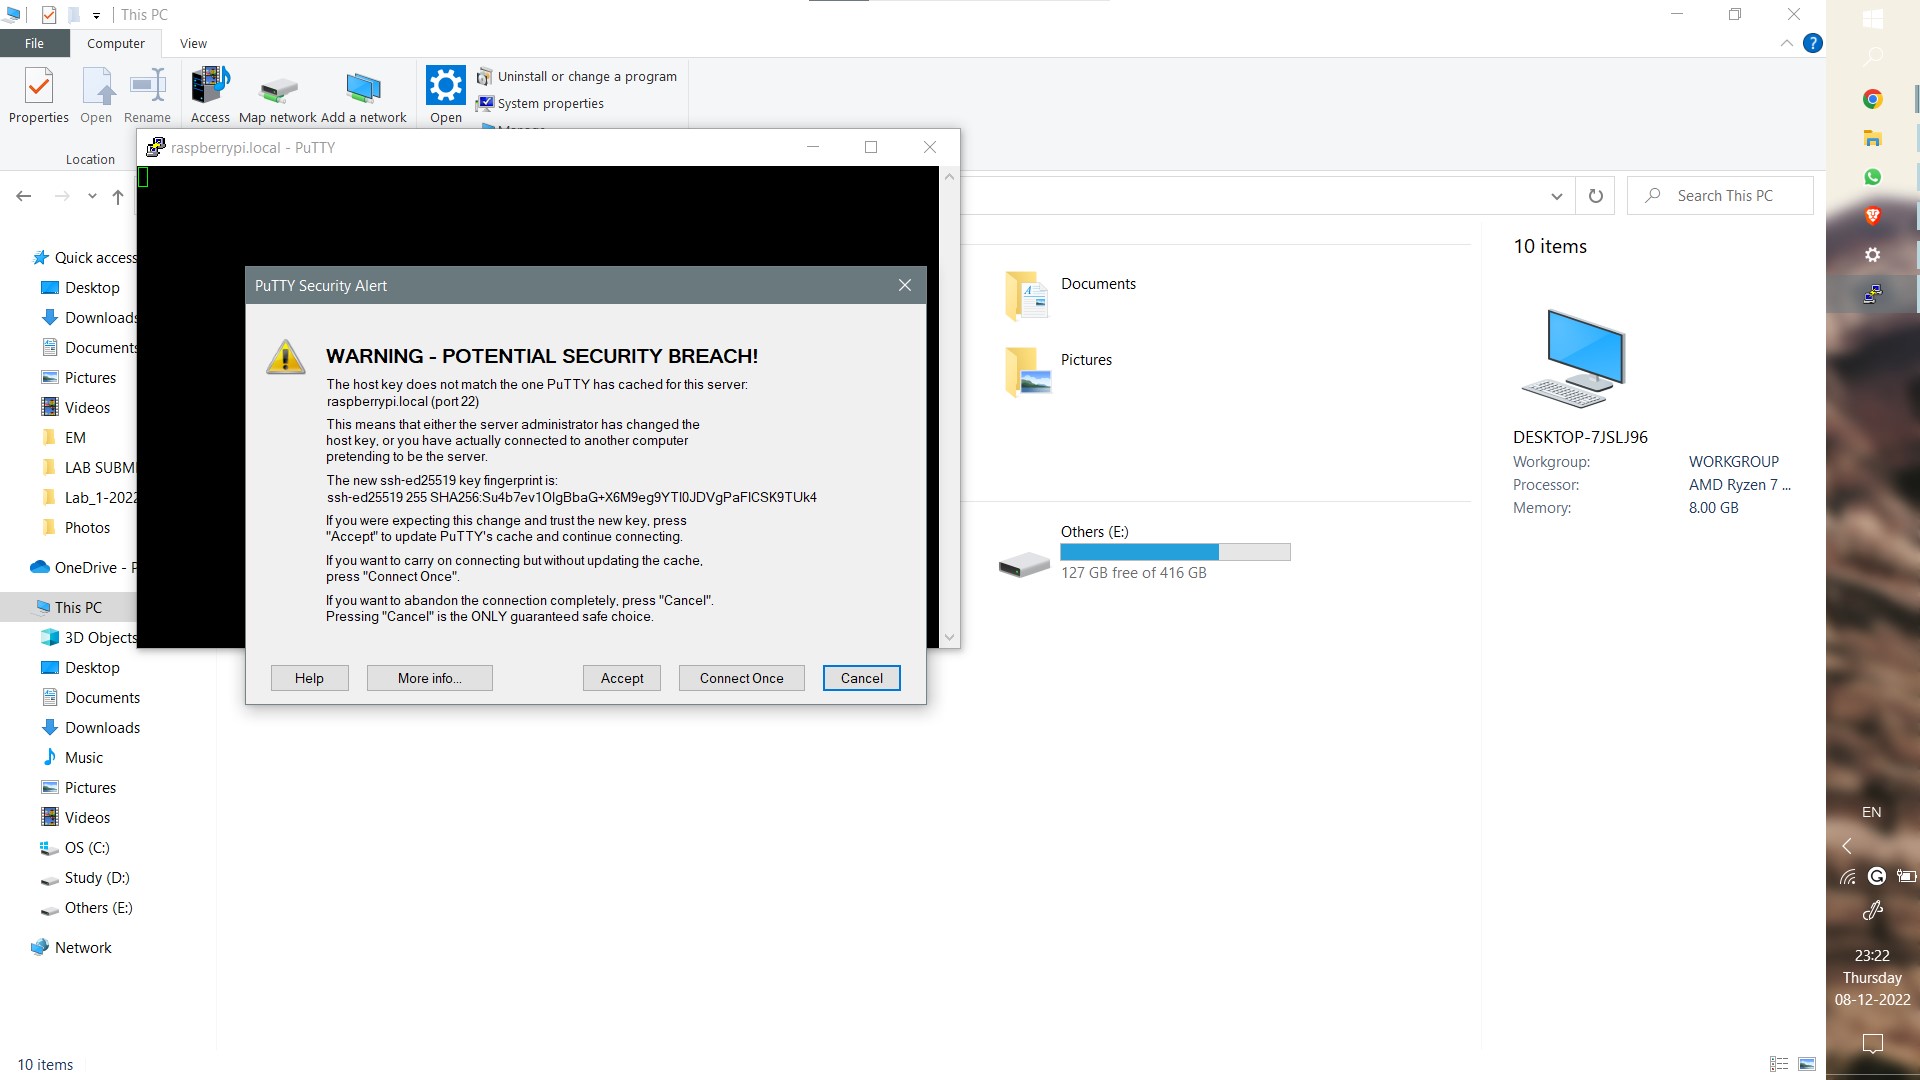 This PC
File
Computer
View
Properties
Open
Rename
Access
Map network
Add a network
Open
Uninstall or change a program
System properties
Location
Search This PC
raspberrypi.local - PuTTY
PuTTY Security Alert
WARNING - POTENTIAL SECURITY BREACH!
The host key does not match the one PuTTY has cached for this server:
raspberrypi.local (port 22)
This means that either the server administrator has changed the
host key, or you have actually connected to another computer
pretending to be the server.
The new ssh-ed25519 key fingerprint is:
ssh-ed25519 255 SHA256:Su4b7ev1OIgBbaG+X6M9eg9YTI0JDVgPaFlCSK9TUk4
If you were expecting this change and trust the new key, press
"Accept" to update PuTTY's cache and continue connecting.
If you want to carry on connecting but without updating the cache,
press "Connect Once".
If you want to abandon the connection completely, press "Cancel".
Pressing "Cancel" is the ONLY guaranteed safe choice.
Help
More info...
Accept
Connect Once
Cancel
Quick access
Desktop
Downloads
Documents
Pictures
Videos
EM
LAB SUBM
Lab_1-2022
Photos
OneDrive - P
This PC
3D Objects
Desktop
Documents
Downloads
Music
Pictures
Videos
OS (C:)
Study (D:)
Others (E:)
Network
Documents
Pictures
Others (E:)
127 GB free of 416 GB
10 items
DESKTOP-7JSLJ96
Workgroup: WORKGROUP
Processor: AMD Ryzen 7 ...
Memory: 8.00 GB
EN
23:22
Thursday
08-12-2022
10 items